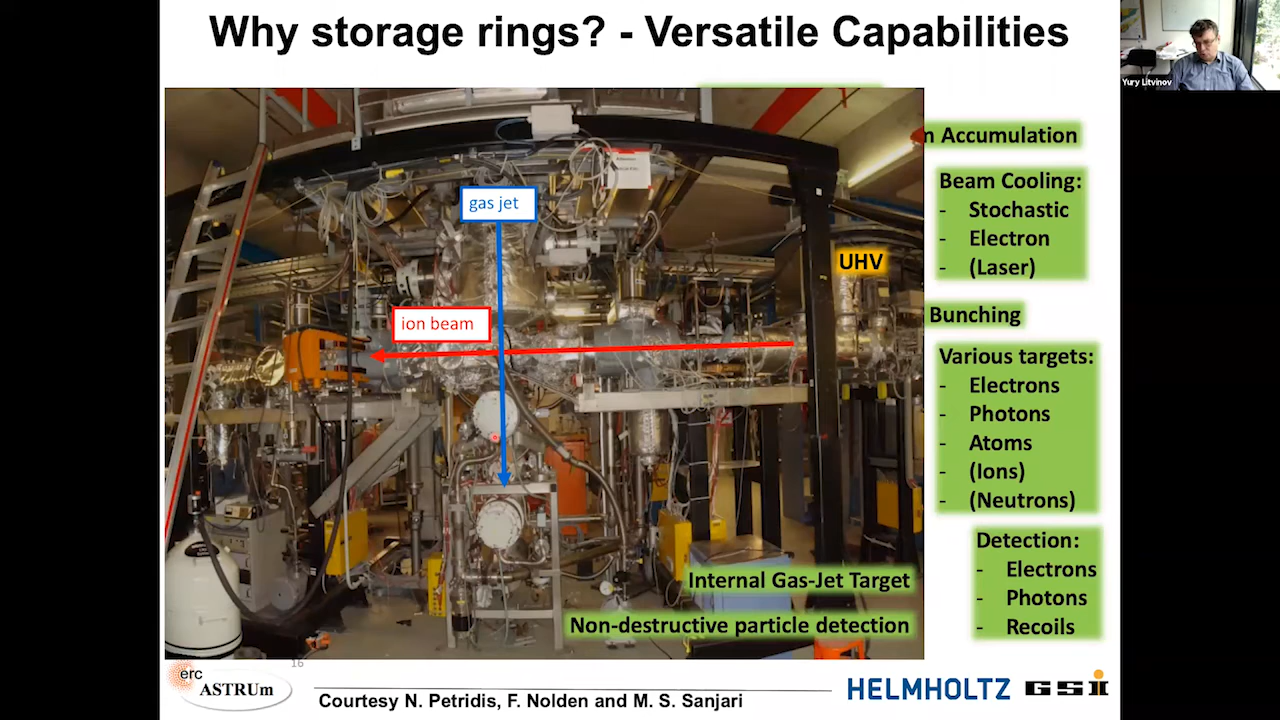 Why storage rings? - Versatile Capabilities
Yury Litvinov
gas jet
ion beam
UHV
Accumulation
Beam Cooling:
- Stochastic
- Electron
- (Laser)
Bunching
Various targets:
- Electrons
- Photons
- Atoms
- (Ions)
- (Neutrons)
Detection:
- Electrons
- Photons
- Recoils
Internal Gas-Jet Target
Non-destructive particle detection
16
erc
ASTRUm
Courtesy N. Petridis, F. Nolden and M. S. Sanjari
HELMHOLTZ GSI